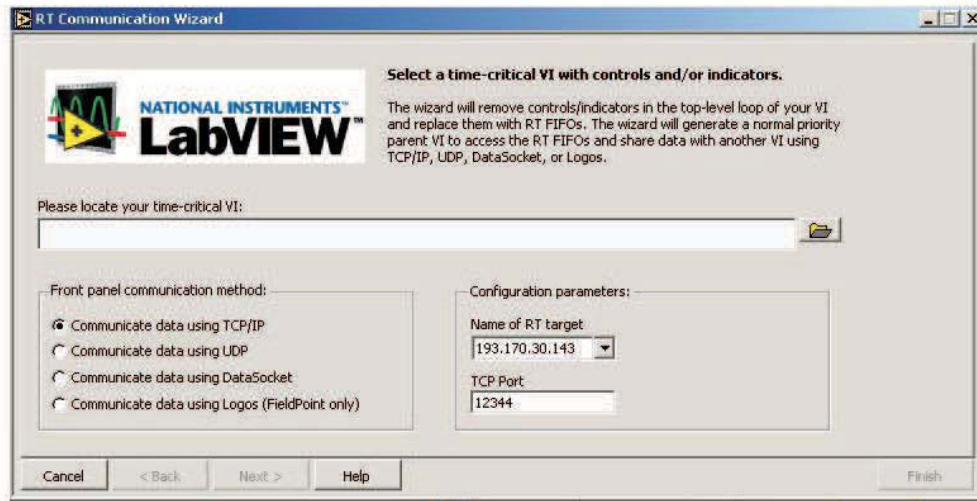 RT Communication Wizard
NATIONAL INSTRUMENTS™
LabVIEW™
Select a time-critical VI with controls and/or indicators.
The wizard will remove controls/indicators in the top-level loop of your VI
and replace them with RT FIFOs. The wizard will generate a normal priority
parent VI to access the RT FIFOs and share data with another VI using
TCP/IP, UDP, DataSocket, or Logos.
Please locate your time-critical VI:
Front panel communication method:
Communicate data using TCP/IP
Communicate data using UDP
Communicate data using DataSocket
Communicate data using Logos (FieldPoint only)
Configuration parameters:
Name of RT target
193.170.30.143
TCP Port
12344
Cancel < Back Next > Help Finish